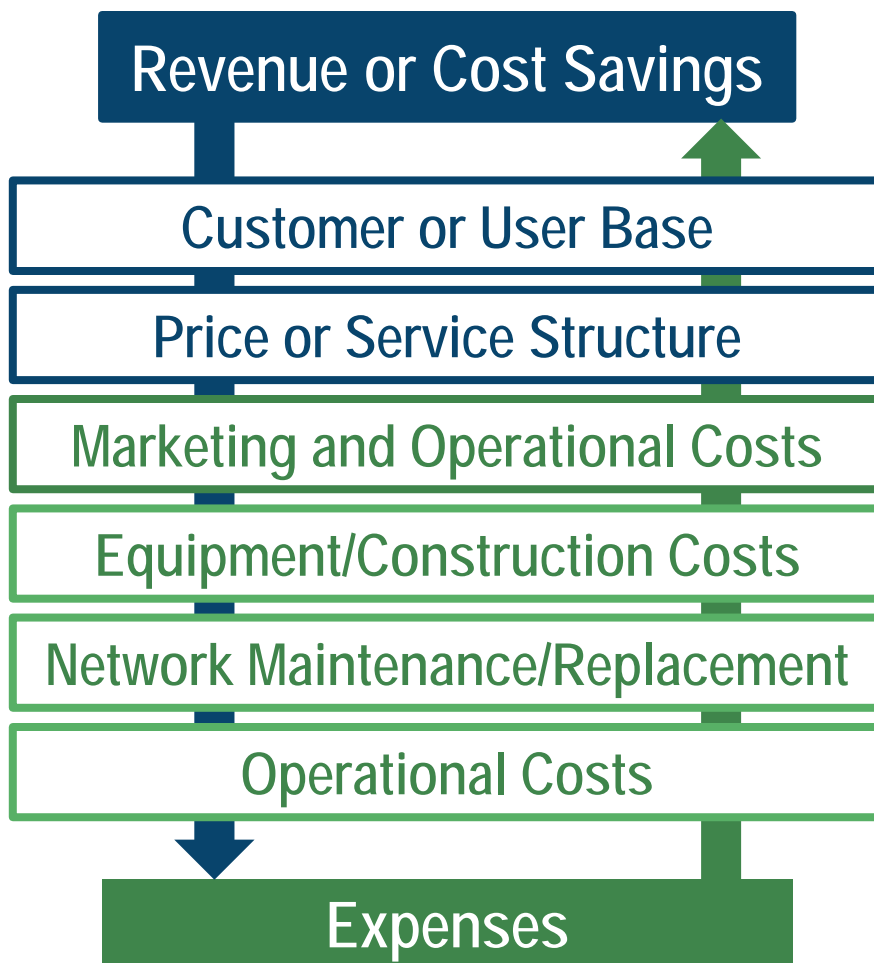 Revenue or Cost Savings
Customer or User Base
Price or Service Structure
Marketing and Operational Costs
Equipment/Construction Costs
Network Maintenance/Replacement
Operational Costs
Expenses